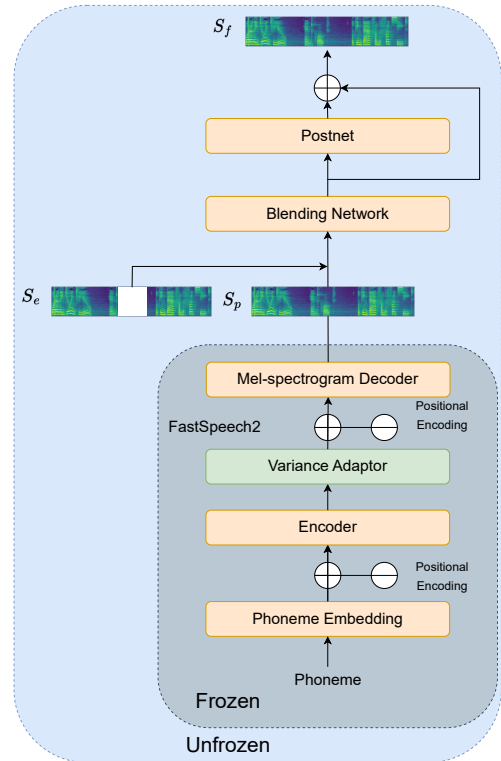 S_f
Postnet
Blending Network
S_e
S_p
Mel-spectrogram Decoder
FastSpeech2
Positional
Encoding
Variance Adaptor
Encoder
Positional
Encoding
Phoneme Embedding
Phoneme
Frozen
Unfrozen